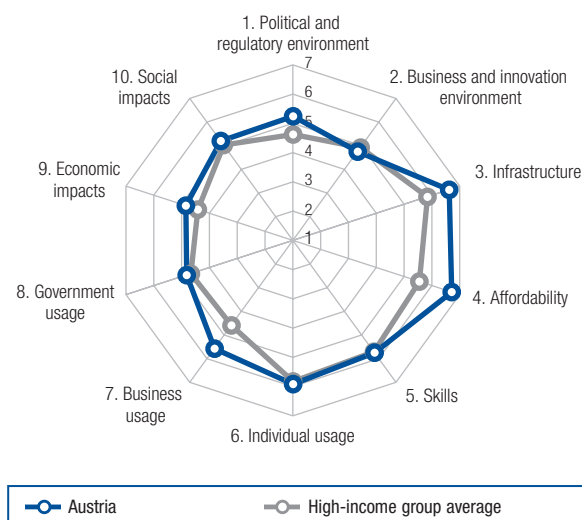 1. Political and
regulatory environment
2. Business and innovation
environment
3. Infrastructure
4. Affordability
5. Skills
6. Individual usage
7. Business
usage
8. Government
usage
9. Economic
impacts
10. Social
impacts
7
6
5
4
3
2
1
Austria
High-income group average